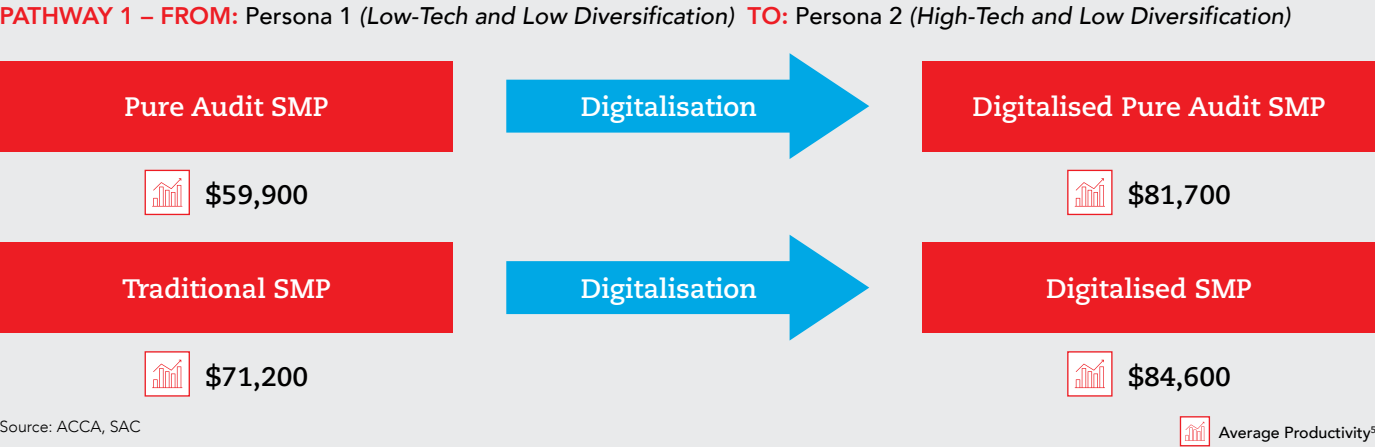 PATHWAY 1 – FROM: Persona 1 (Low-Tech and Low Diversification) TO: Persona 2 (High-Tech and Low Diversification)
Pure Audit SMP
Digitalisation
Digitalised Pure Audit SMP
$59,900
$81,700
Traditional SMP
Digitalisation
Digitalised SMP
$71,200
$84,600
Source: ACCA, SAC
Average Productivity⁵